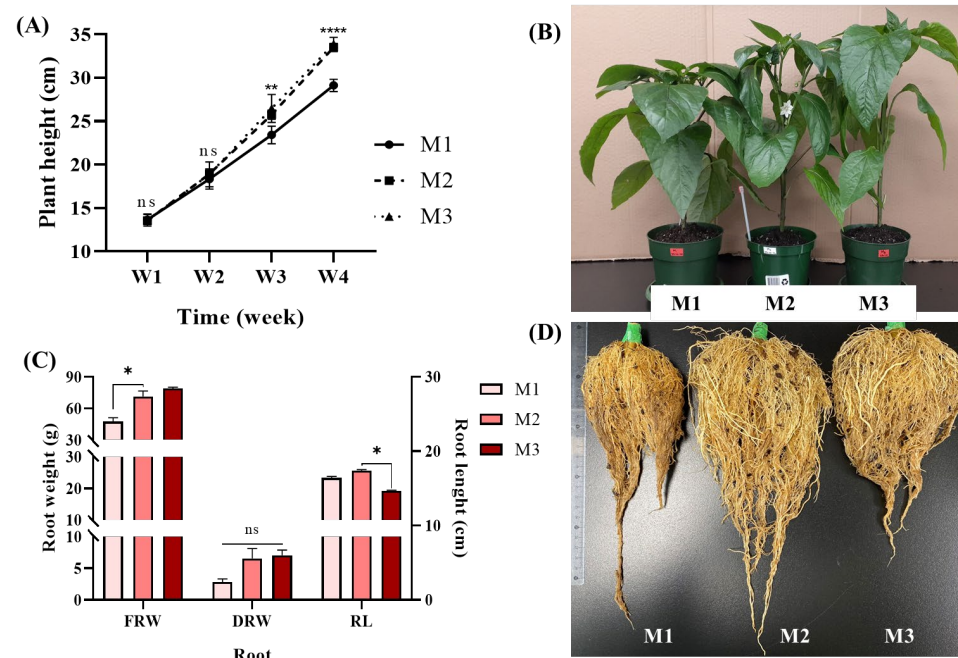 (A)
Plant height (cm)
35
30
25
20
15
10
ns
ns
**
****
W1 W2 W3 W4
Time (week)
M1
M2
M3
(B)
M1 M2 M3
(C)
Root weight (g)
90
60
30
30
20
10
10
5
0
*
ns
*
30
20
10
0
Root lenght (cm)
FRW DRW RL
Root
M1
M2
M3
(D)
M1 M2 M3